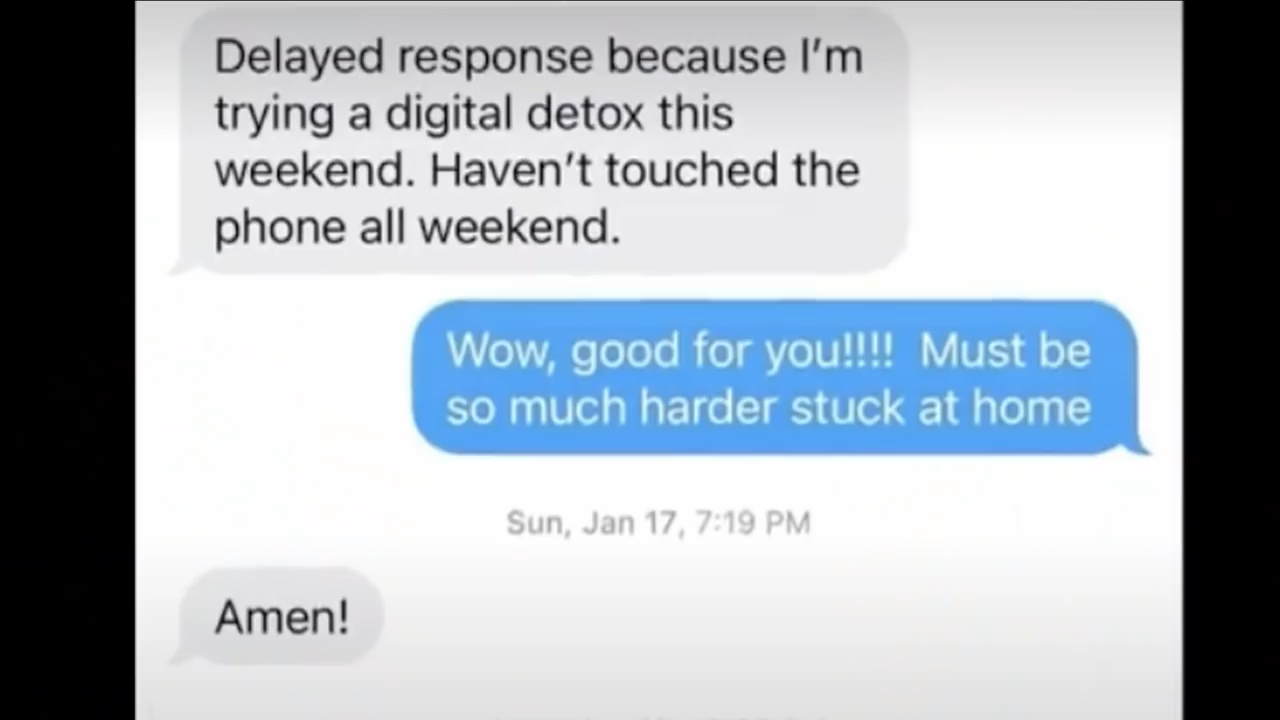 Delayed response because I’m
trying a digital detox this
weekend. Haven’t touched the
phone all weekend.
Wow, good for you!!!!  Must be
so much harder stuck at home
Sun, Jan 17, 7:19 PM
Amen!